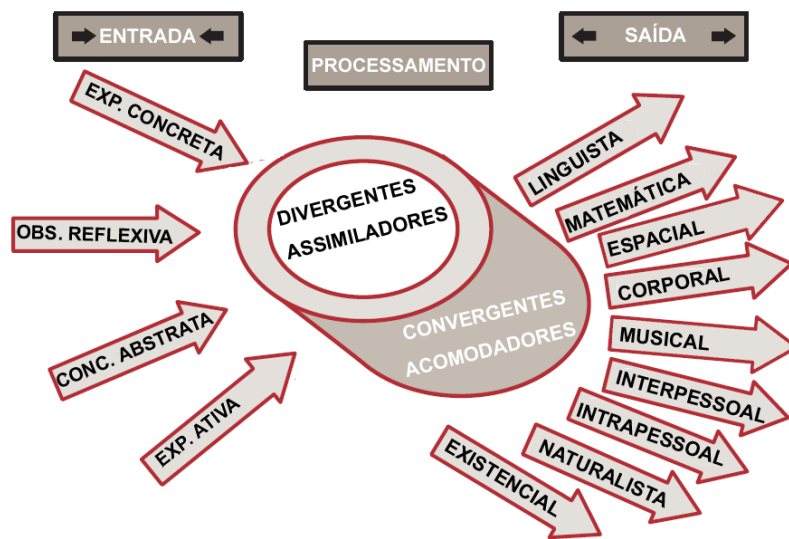 ENTRADA
PROCESSAMENTO
SAÍDA
EXP. CONCRETA
OBS. REFLEXIVA
CONC. ABSTRATA
EXP. ATIVA
DIVERGENTES
ASSIMILADORES
CONVERGENTES
ACOMODADORES
LINGUISTA
MATEMÁTICA
ESPACIAL
CORPORAL
MUSICAL
INTERPESSOAL
INTRAPESSOAL
NATURALISTA
EXISTENCIAL